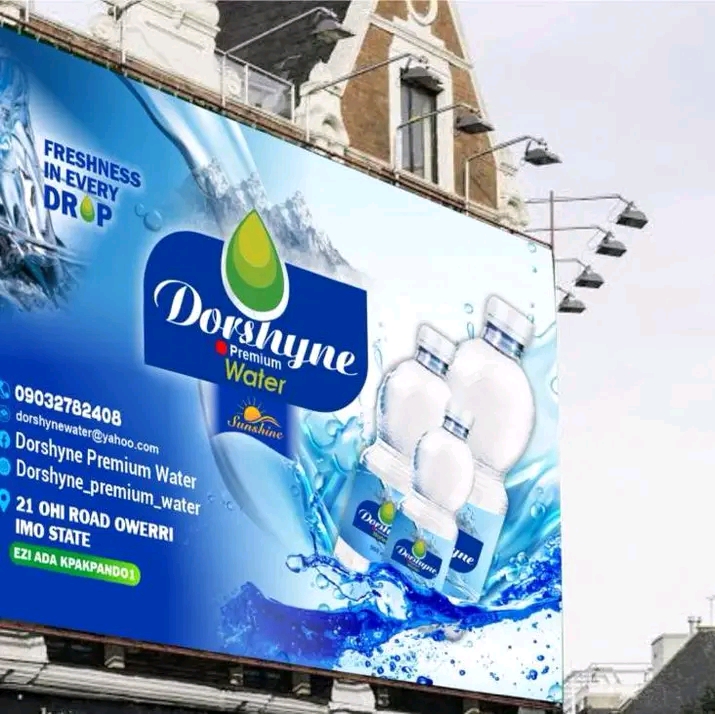 FRESHNESS
IN EVERY
DROP
Dorshyne
Premium
Water
Sunshine
09032782408
dorshynewater@yahoo.com
Dorshyne Premium Water
Dorshyne_premium_water
21 OHI ROAD OWERRI
IMO STATE
EZI ADA KPAKPANDO1
Dorshyne
yne